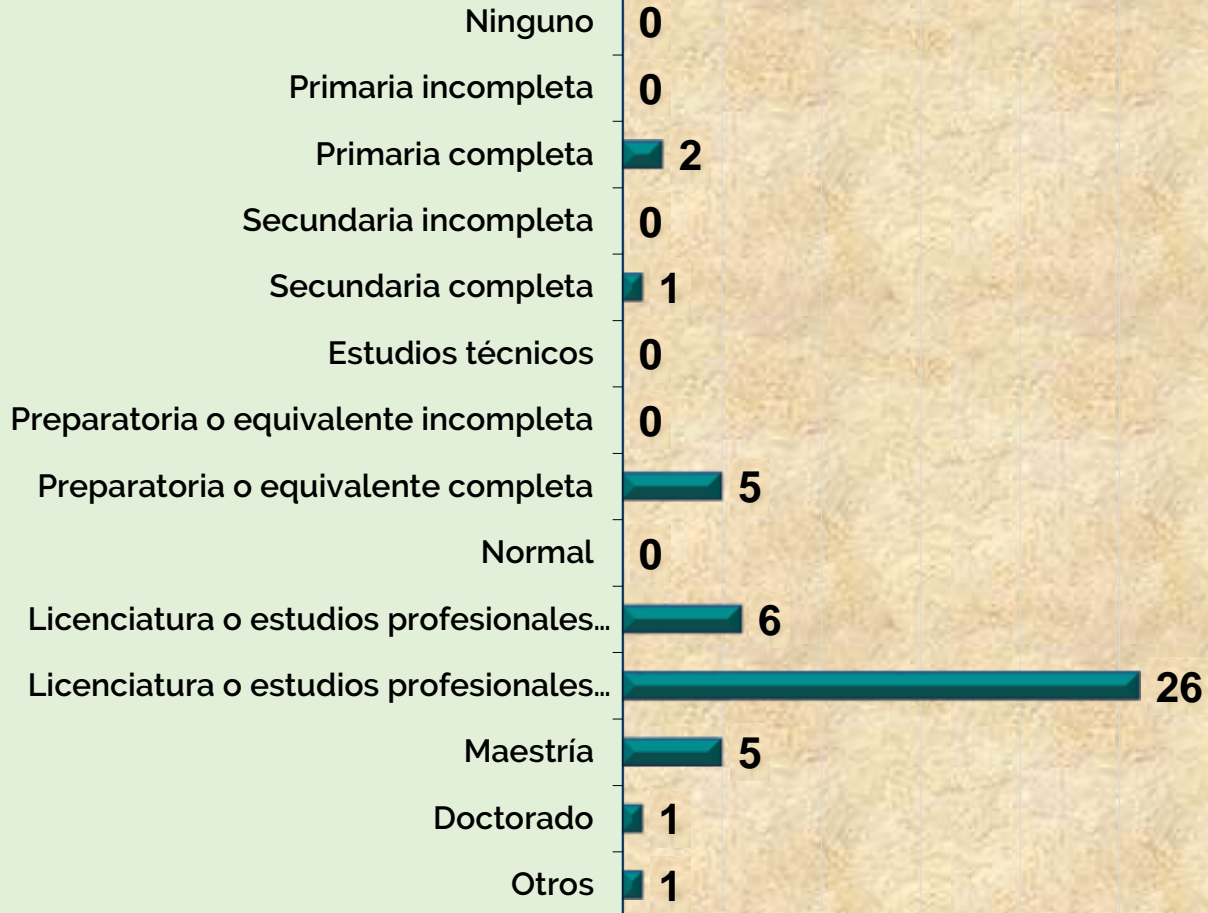 Ninguno 0
Primaria incompleta 0
Primaria completa 2
Secundaria incompleta 0
Secundaria completa 1
Estudios técnicos 0
Preparatoria o equivalente incompleta 0
Preparatoria o equivalente completa 5
Normal 0
Licenciatura o estudios profesionales... 6
Licenciatura o estudios profesionales... 26
Maestría 5
Doctorado 1
Otros 1